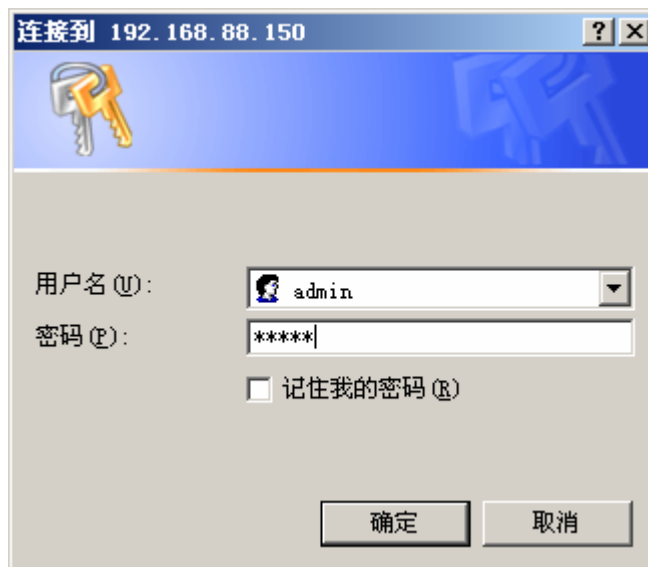 连接到 192.168.88.150
用户名(U):
admin
密码(P):
*****
记住我的密码(R)
确定
取消